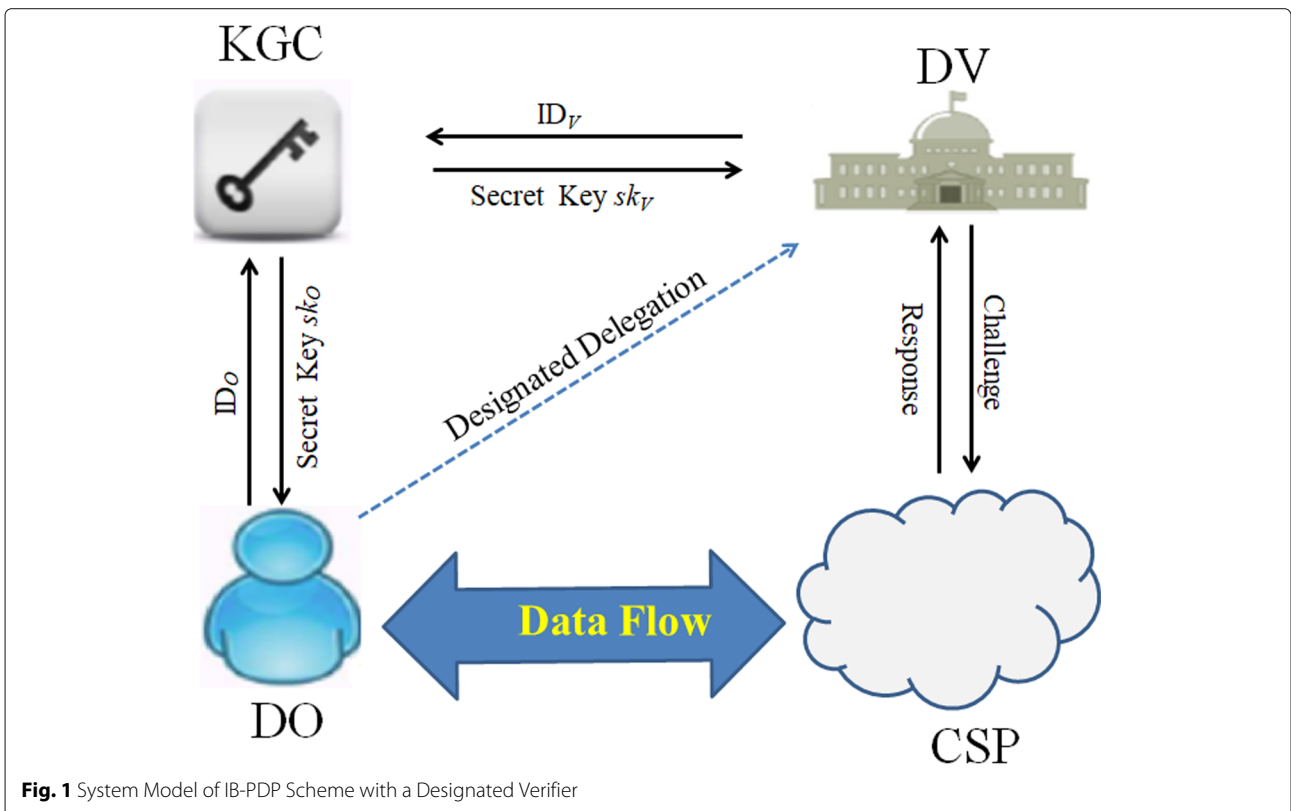 KGC
DV
ID_V
Secret Key sk_V
ID_O
Secret Key sk_O
Designated Delegation
Response
Challenge
Data Flow
DO
CSP
Fig. 1 System Model of IB-PDP Scheme with a Designated Verifier